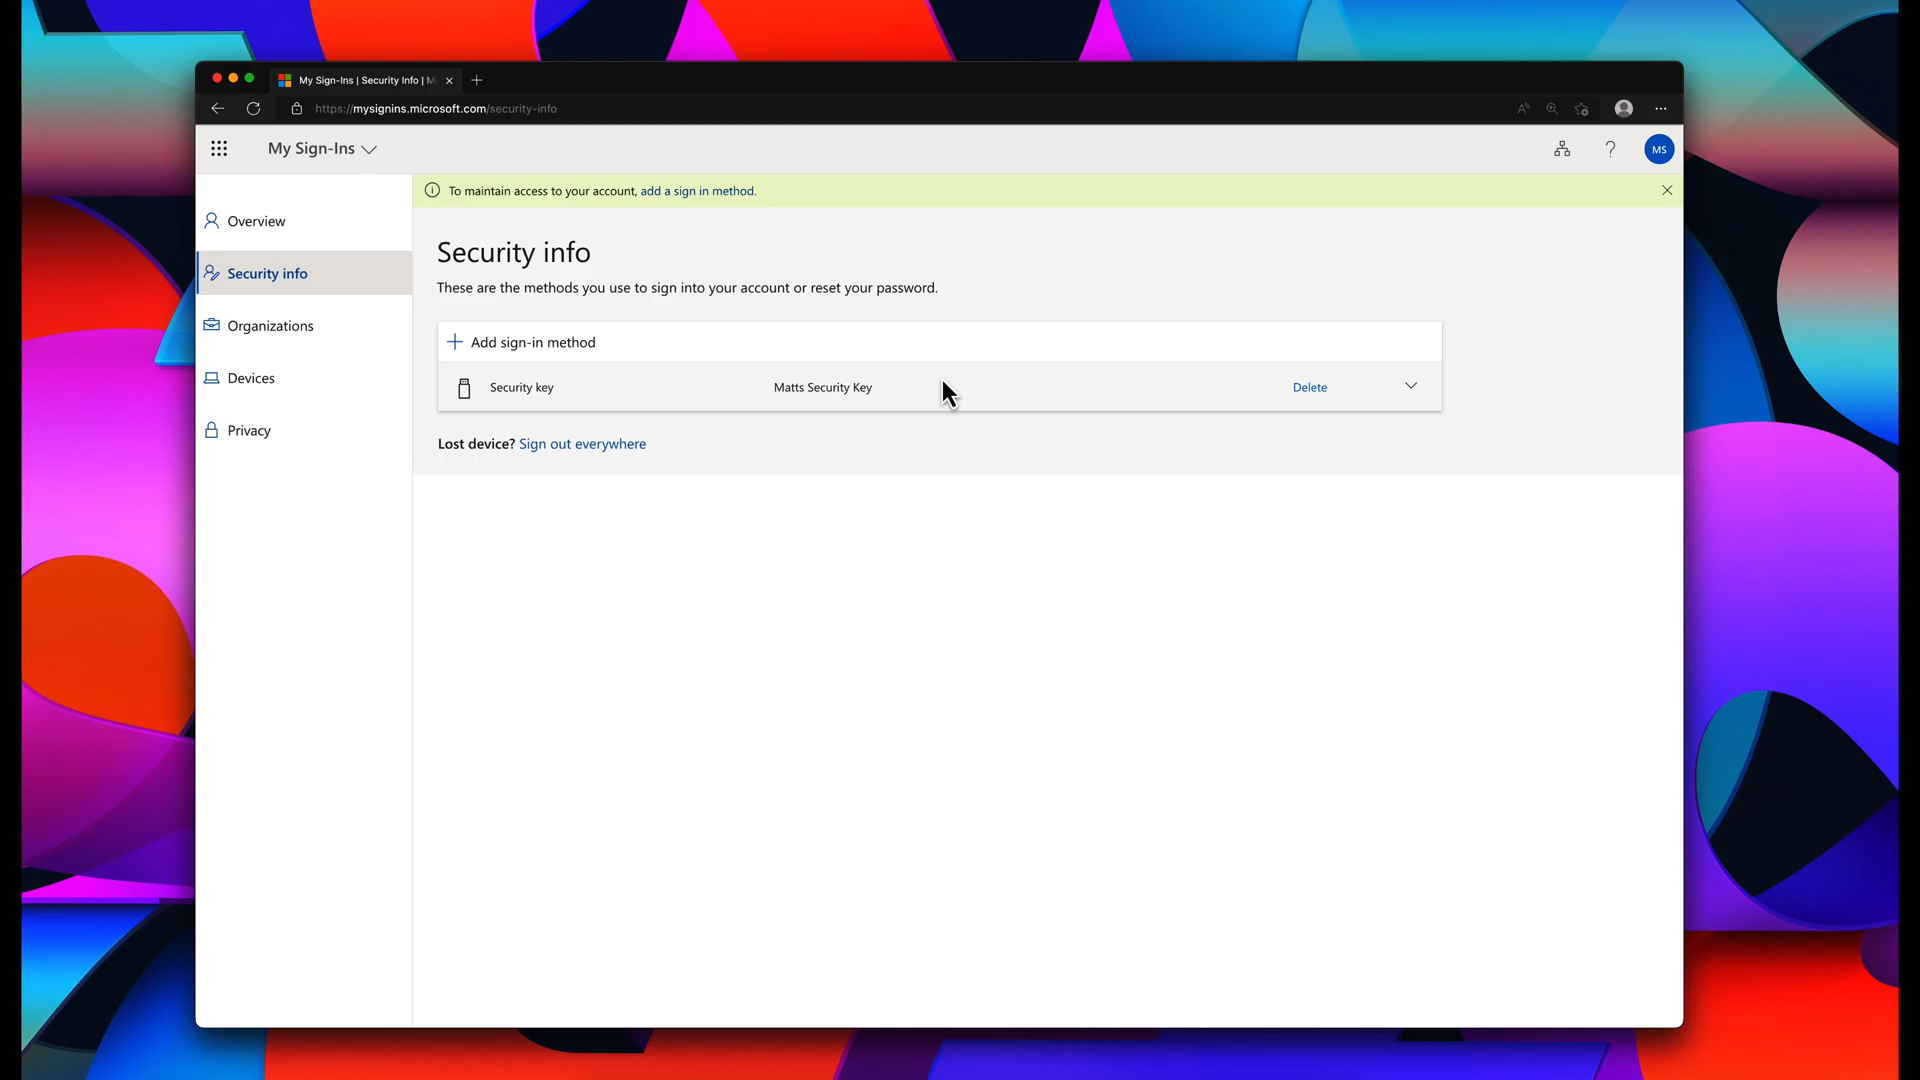 My Sign-Ins | Security Info | M
https://mysignins.microsoft.com/security-info
My Sign-Ins
MS
To maintain access to your account, add a sign in method.
Overview
Security info
Organizations
Devices
Privacy
Security info
These are the methods you use to sign into your account or reset your password.
Add sign-in method
Security key Matts Security Key Delete
Lost device? Sign out everywhere